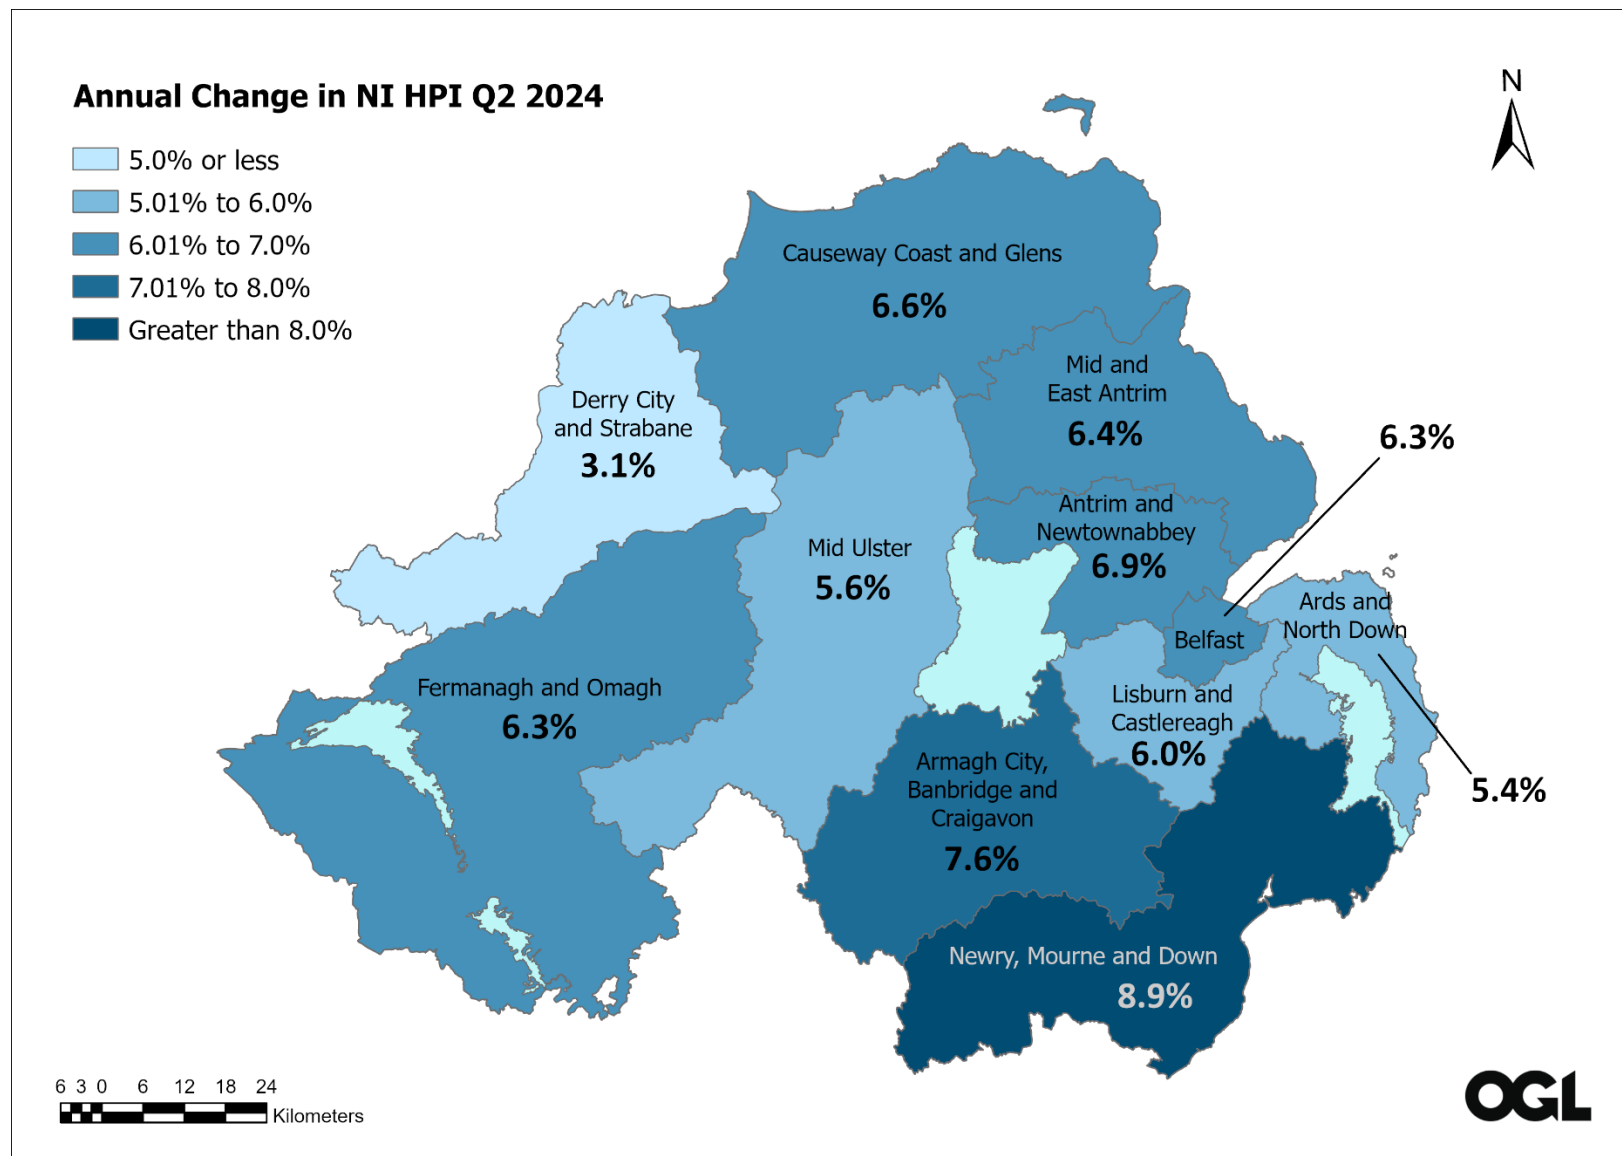 Annual Change in NI HPI Q2 2024
5.0% or less
5.01% to 6.0%
6.01% to 7.0%
7.01% to 8.0%
Greater than 8.0%
N
Causeway Coast and Glens
6.6%
Mid and
East Antrim
6.4%
Derry City
and Strabane
3.1%
6.3%
Antrim and
Newtownabbey
6.9%
Mid Ulster
5.6%
Ards and
North Down
Belfast
Fermanagh and Omagh
6.3%
Lisburn and
Castlereagh
6.0%
5.4%
Armagh City,
Banbridge and
Craigavon
7.6%
Newry, Mourne and Down
8.9%
6 3 0 6 12 18 24
Kilometers
OGL